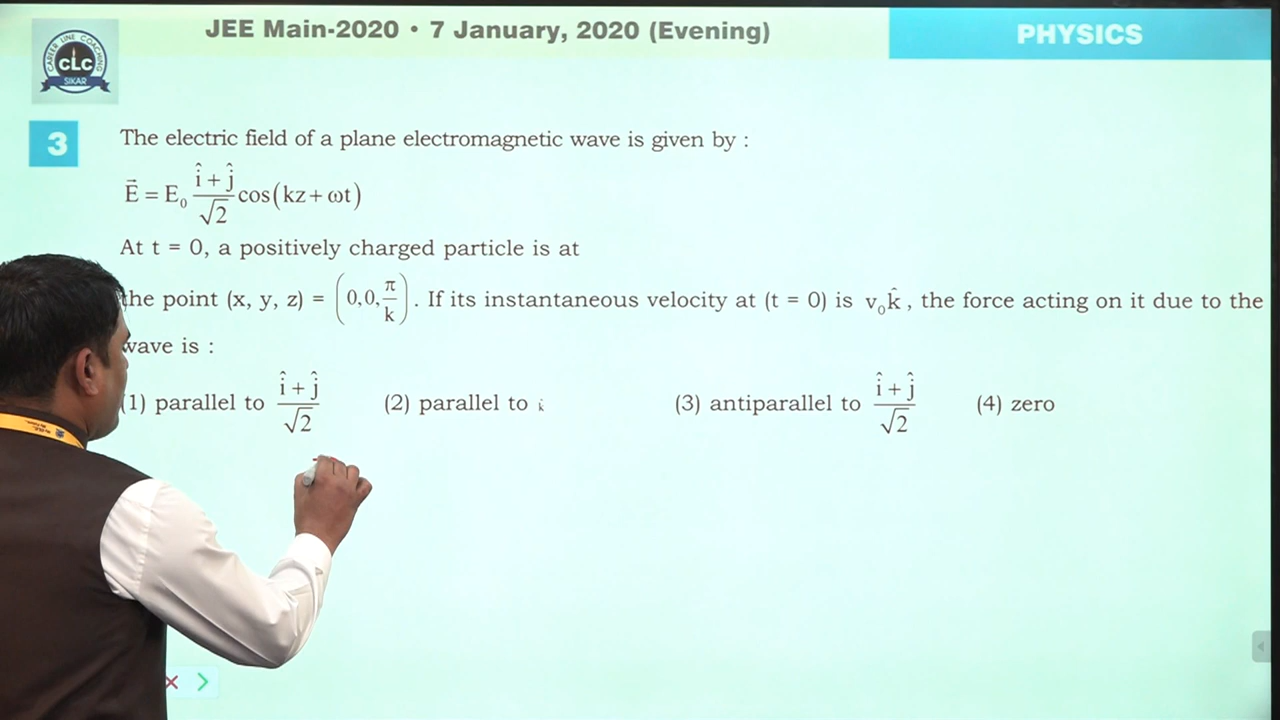 JEE Main-2020 • 7 January, 2020 (Evening)
PHYSICS
CAREER LINE COACHING
CLC
SIKAR
3
The electric field of a plane electromagnetic wave is given by :
E⃗ = E₀ (î + ĵ)/√2 cos(kz + ωt)
At t = 0, a positively charged particle is at
the point (x, y, z) = (0,0,π/k). If its instantaneous velocity at (t = 0) is v₀k̂, the force acting on it due to the
wave is :
(1) parallel to (î + ĵ)/√2 (2) parallel to k̂ (3) antiparallel to (î + ĵ)/√2 (4) zero